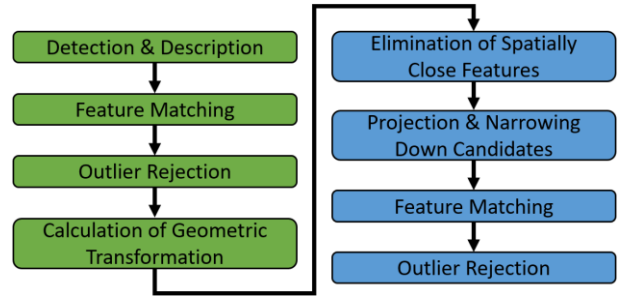 Detection & Description
Feature Matching
Outlier Rejection
Calculation of Geometric
Transformation
Elimination of Spatially
Close Features
Projection & Narrowing
Down Candidates
Feature Matching
Outlier Rejection